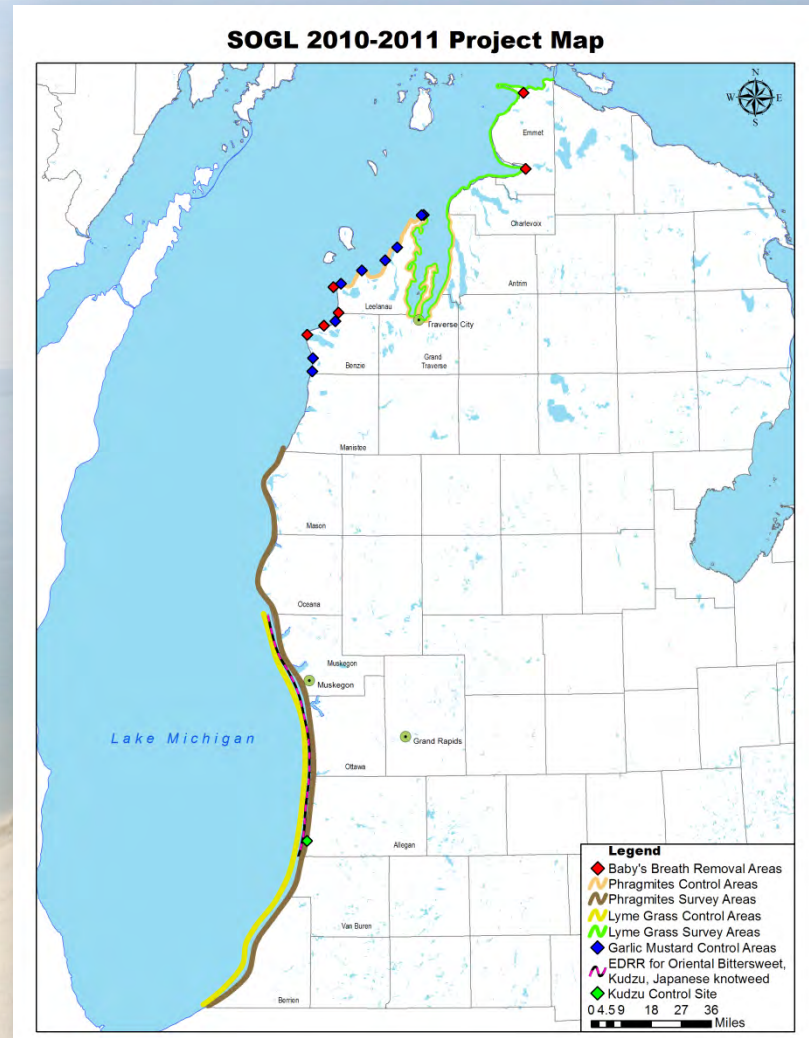 SOGL 2010-2011 Project Map
N
W E
S
Emmet
Charlevoix
Antrim
Leelanau
Traverse City
Grand
Traverse
Benzie
Manistee
Mason
Oceana
Muskegon
Muskegon
Lake Michigan
Grand Rapids
Ottawa
Allegan
Van Buren
Berrien
Legend
Baby's Breath Removal Areas
Phragmites Control Areas
Phragmites Survey Areas
Lyme Grass Control Areas
Lyme Grass Survey Areas
Garlic Mustard Control Areas
EDRR for Oriental Bittersweet,
Kudzu, Japanese knotweed
Kudzu Control Site
0 4.5 9 18 27 36
Miles